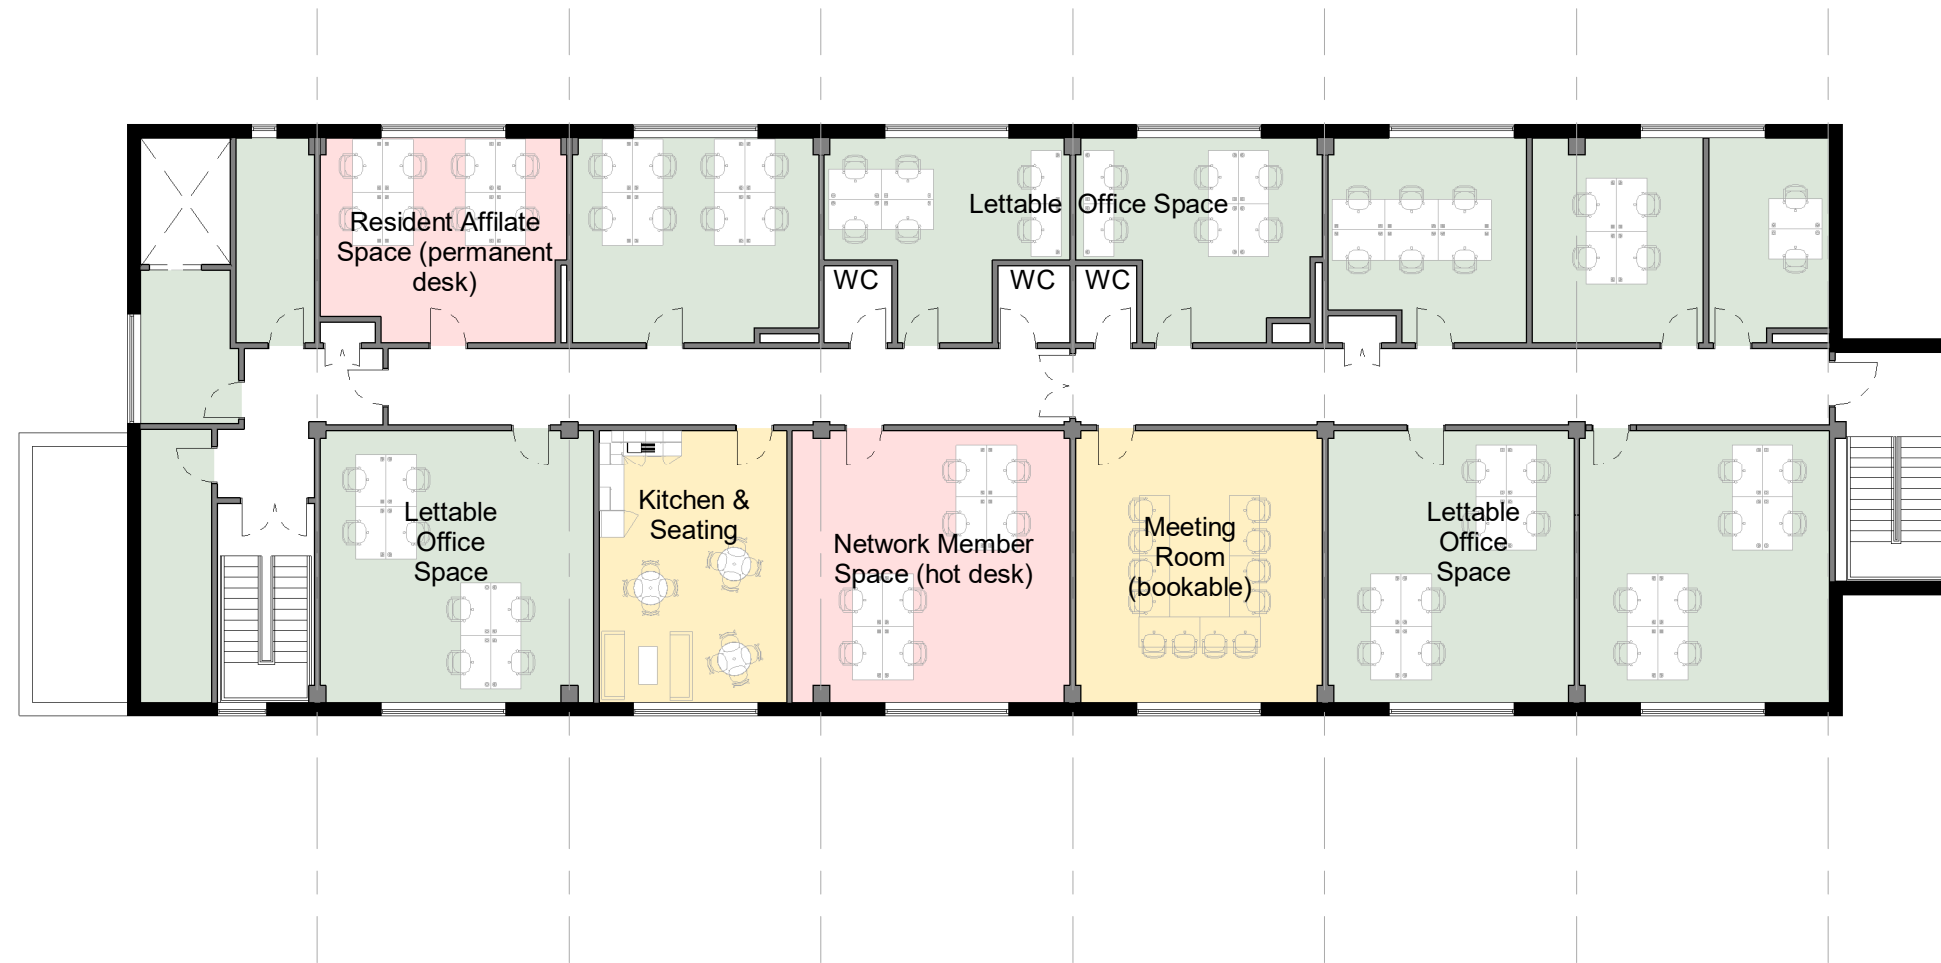 Resident Affilate
Space (permanent
desk)
Lettable Office Space
WC
WC
WC
Lettable
Office
Space
Kitchen &
Seating
Network Member
Space (hot desk)
Meeting
Room
(bookable)
Lettable
Office
Space